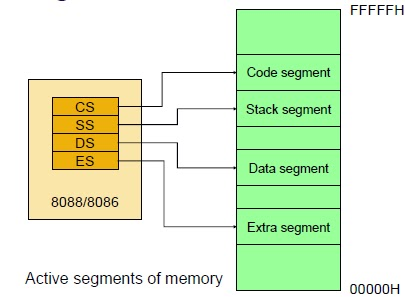 FFFFFH
Code segment
CS
Stack segment
SS
DS
Data segment
ES
8088/8086
Extra segment
Active segments of memory
00000H